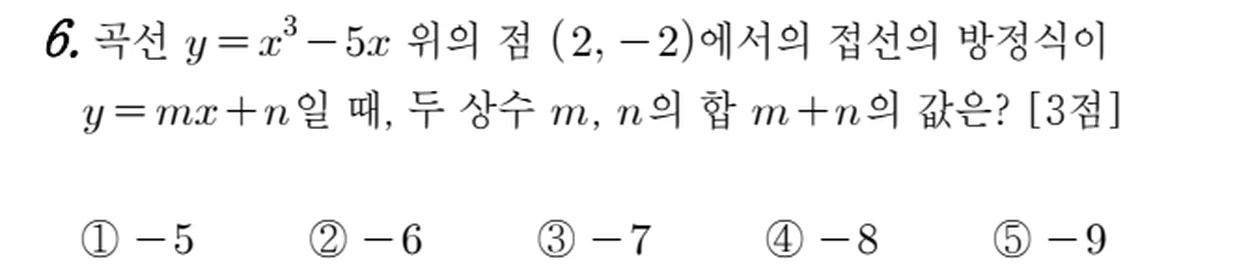 6. 곡선 y=x³-5x 위의 점 (2, -2)에서의 접선의 방정식이
y=mx+n일 때, 두 상수 m, n의 합 m+n의 값은? [3점]
① -5 ② -6 ③ -7 ④ -8 ⑤ -9